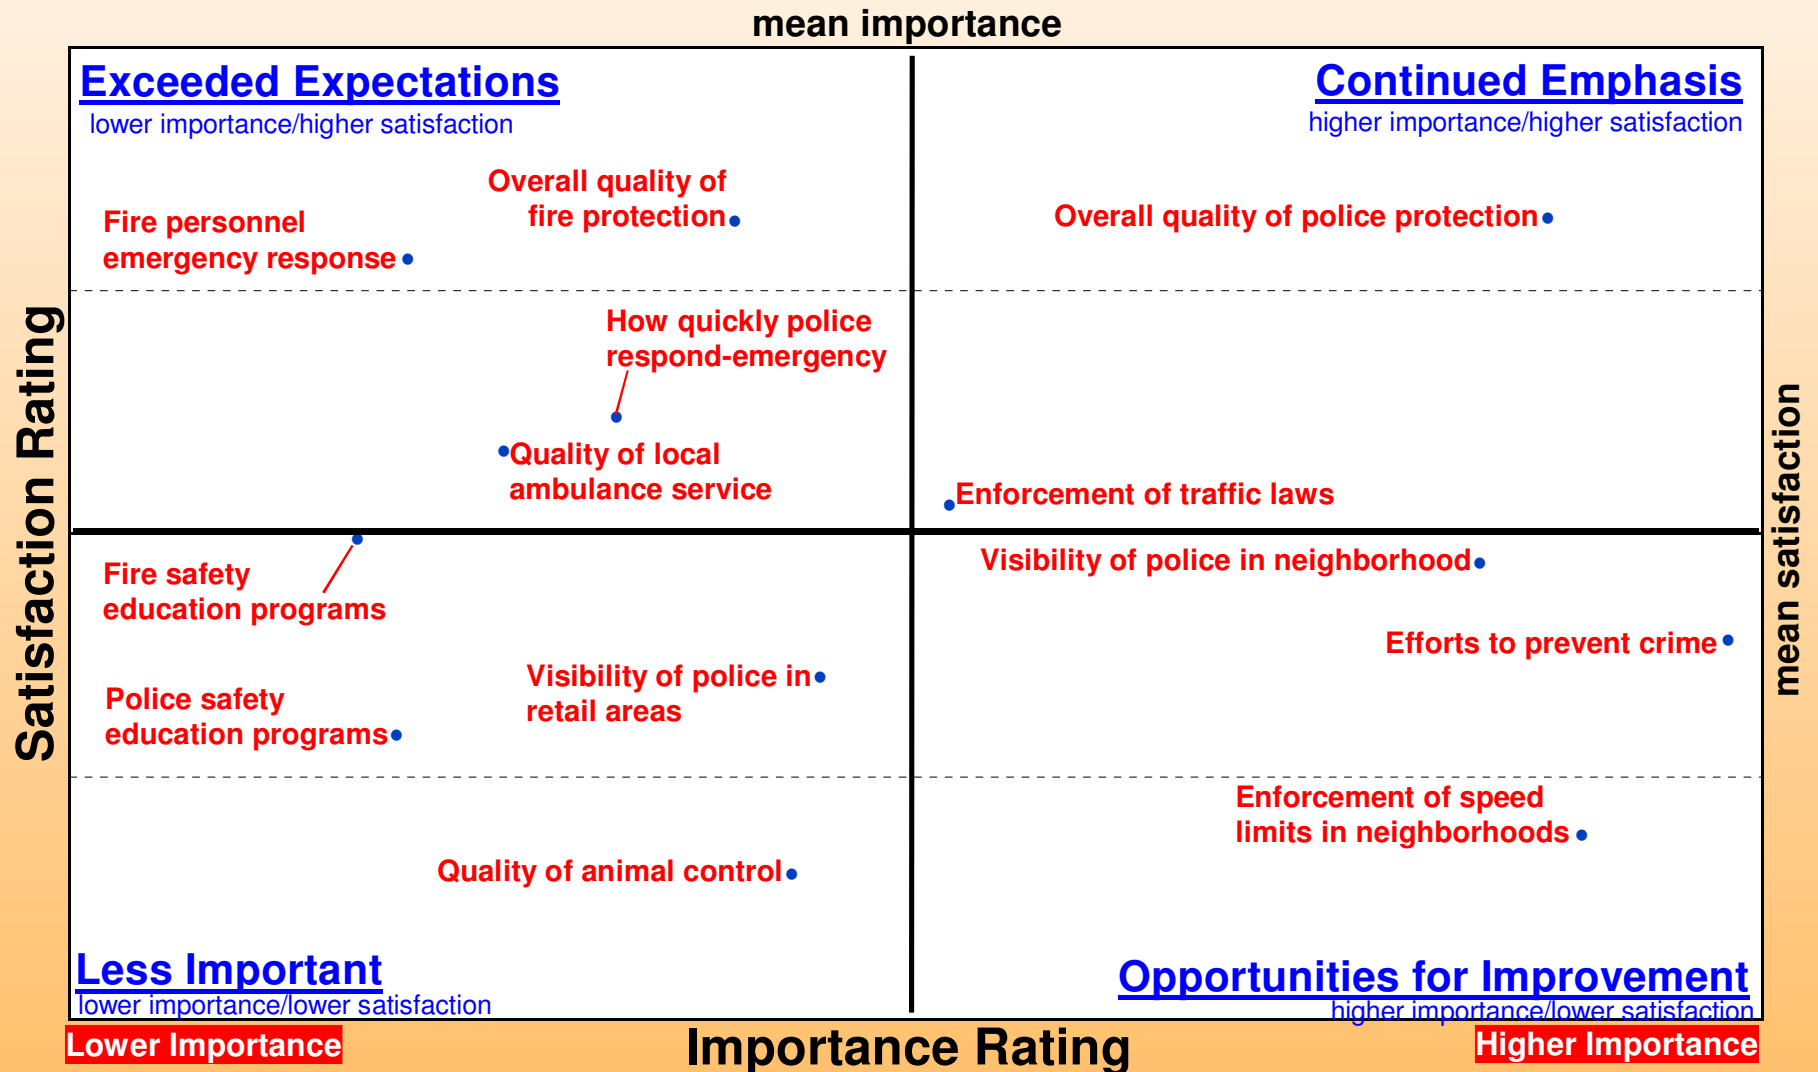 mean importance
Exceeded Expectations
lower importance/higher satisfaction
Continued Emphasis
higher importance/higher satisfaction
Overall quality of
fire protection
Fire personnel
emergency response
Overall quality of police protection
How quickly police
respond-emergency
Quality of local
ambulance service
Enforcement of traffic laws
Satisfaction Rating
mean satisfaction
Fire safety
education programs
Visibility of police in neighborhood
Efforts to prevent crime
Visibility of police in
retail areas
Police safety
education programs
Enforcement of speed
limits in neighborhoods
Quality of animal control
Less Important
lower importance/lower satisfaction
Opportunities for Improvement
higher importance/lower satisfaction
Lower Importance
Importance Rating
Higher Importance